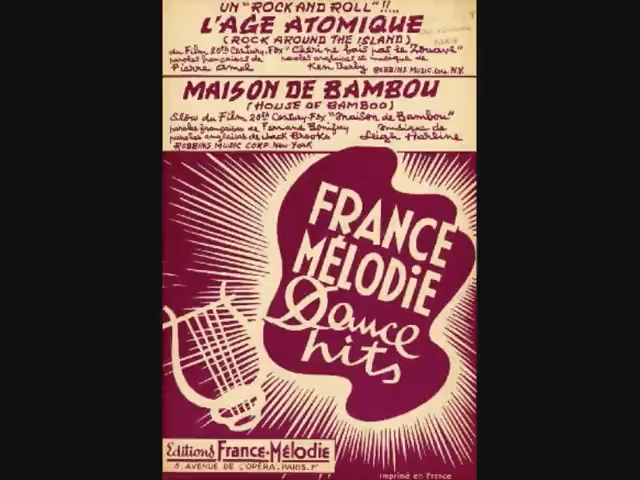 UN "ROCK AND ROLL"!!..
L'AGE ATOMIQUE
(ROCK AROUND THE ISLAND)
du Film 20th Century-Fox "Chéri ne fais pas le Zouave"
paroles françaises de
Pierre Amel
paroles anglaises et musique de
Ken Darby
ROBBINS MUSIC. N.Y.
MAISON DE BAMBOU
(HOUSE OF BAMBOO)
Slow du Film 20th Century-Fox "Maison de Bambou"
paroles françaises de Fernand Bonifay
paroles anglaises de Jack Brooks
musique de
Leigh Harline
ROBBINS MUSIC CORP. New-York
FRANCE
MÉLODIE
Dance
hits
Editions France-Mélodie
AVENUE DE L'OPÉRA - PARIS - 1er
Imprimé en France